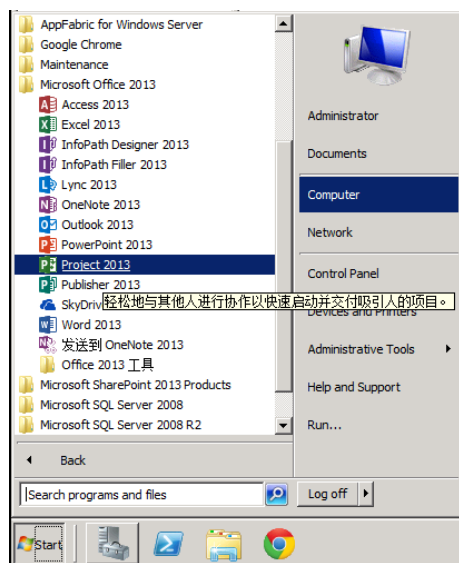 AppFabric for Windows Server
Google Chrome
Maintenance
Microsoft Office 2013
Access 2013
Excel 2013
InfoPath Designer 2013
InfoPath Filler 2013
Lync 2013
OneNote 2013
Outlook 2013
PowerPoint 2013
Project 2013
Publisher 2013
SkyDriv
轻松地与其他人进行协作以快速启动并交付吸引人的项目。
Word 2013
发送到 OneNote 2013
Office 2013 工具
Microsoft SharePoint 2013 Products
Microsoft SQL Server 2008
Microsoft SQL Server 2008 R2
Back
Search programs and files
Administrator
Documents
Computer
Network
Control Panel
Devices and Printers
Administrative Tools
Help and Support
Run...
Log off
Start